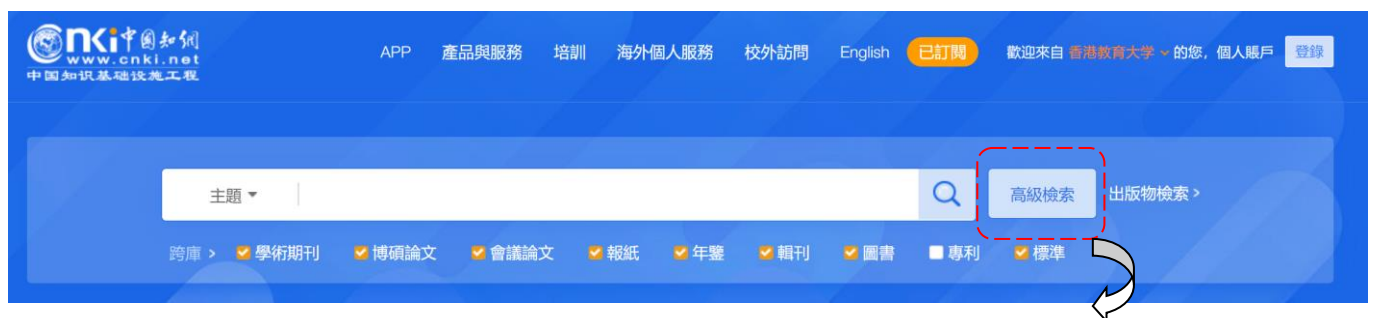 cnki中国知网
www.cnki.net
中国知识基础设施工程
APP 產品與服務 培訓 海外個人服務 校外訪問 English 已訂閱 歡迎來自 香港教育大学 的您，個人賬戶 登錄
主題 高級檢索 出版物檢索 >
跨庫 > 學術期刊 博碩論文 會議論文 報紙 年鑒 輯刊 圖書 專利 標準